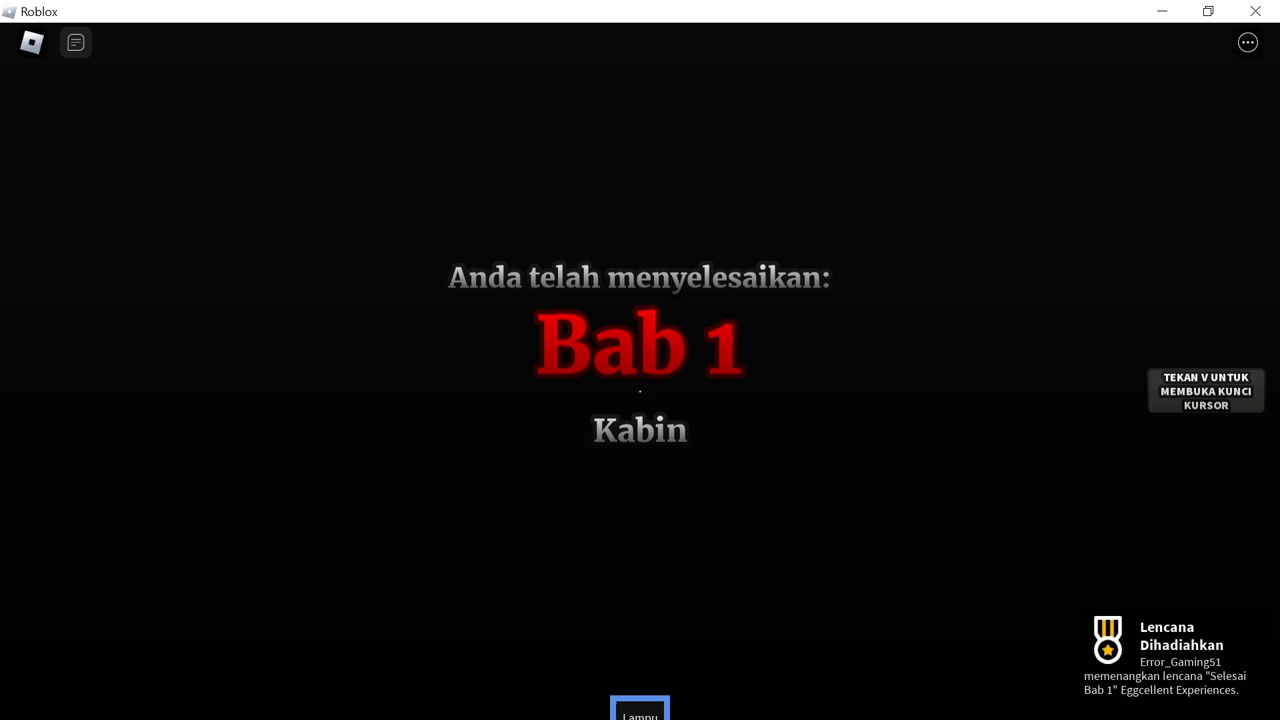 Roblox
Anda telah menyelesaikan:
Bab 1
Kabin
TEKAN V UNTUK
MEMBUKA KUNCI
KURSOR
Lencana
Dihadiahkan
Error_Gaming51
memenangkan lencana "Selesai
Bab 1" Eggcellent Experiences.
Lampu